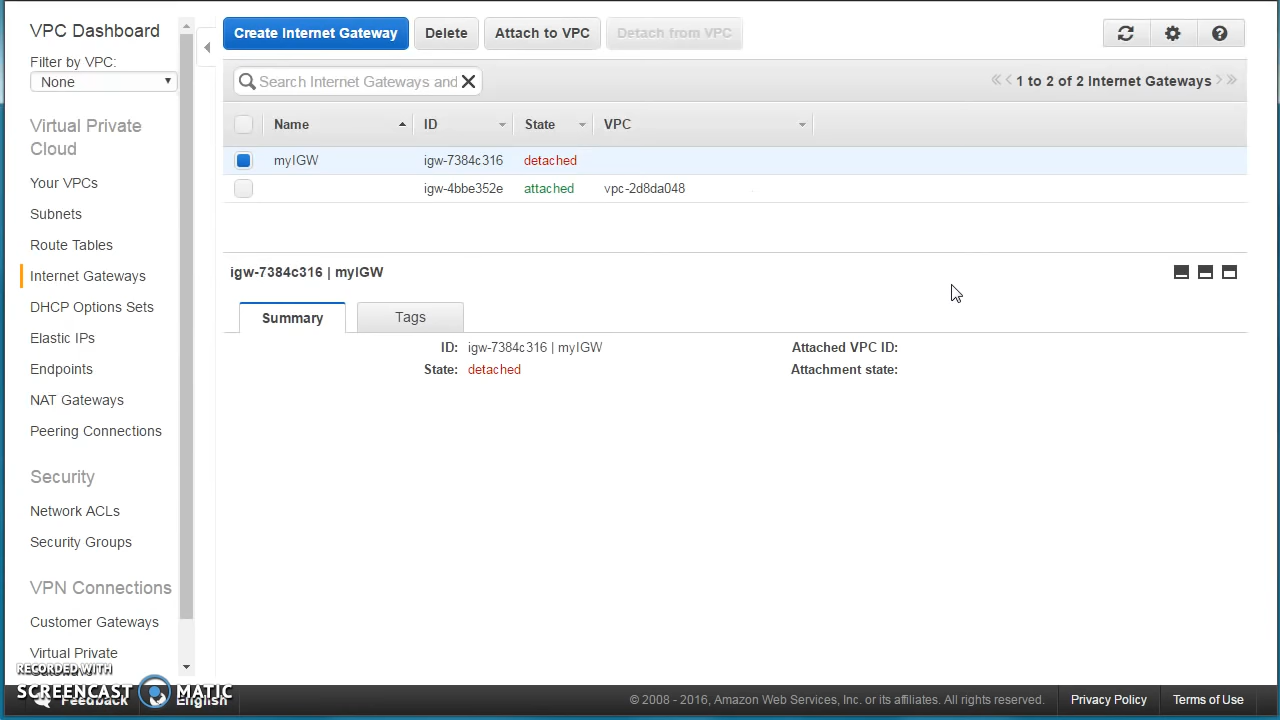 VPC Dashboard
Filter by VPC:
None
Virtual Private
Cloud
Your VPCs
Subnets
Route Tables
Internet Gateways
DHCP Options Sets
Elastic IPs
Endpoints
NAT Gateways
Peering Connections
Security
Network ACLs
Security Groups
VPN Connections
Customer Gateways
Virtual Private
Create Internet Gateway Delete Attach to VPC Detach from VPC
Search Internet Gateways and
1 to 2 of 2 Internet Gateways
Name ID State VPC
myIGW igw-7384c316 detached
igw-4bbe352e attached vpc-2d8da048
igw-7384c316 | myIGW
Summary Tags
ID: igw-7384c316 | myIGW Attached VPC ID:
State: detached Attachment state:
RECORDED WITH
SCREENCAST MATIC
Feedback English
© 2008 - 2016, Amazon Web Services, Inc. or its affiliates. All rights reserved. Privacy Policy Terms of Use